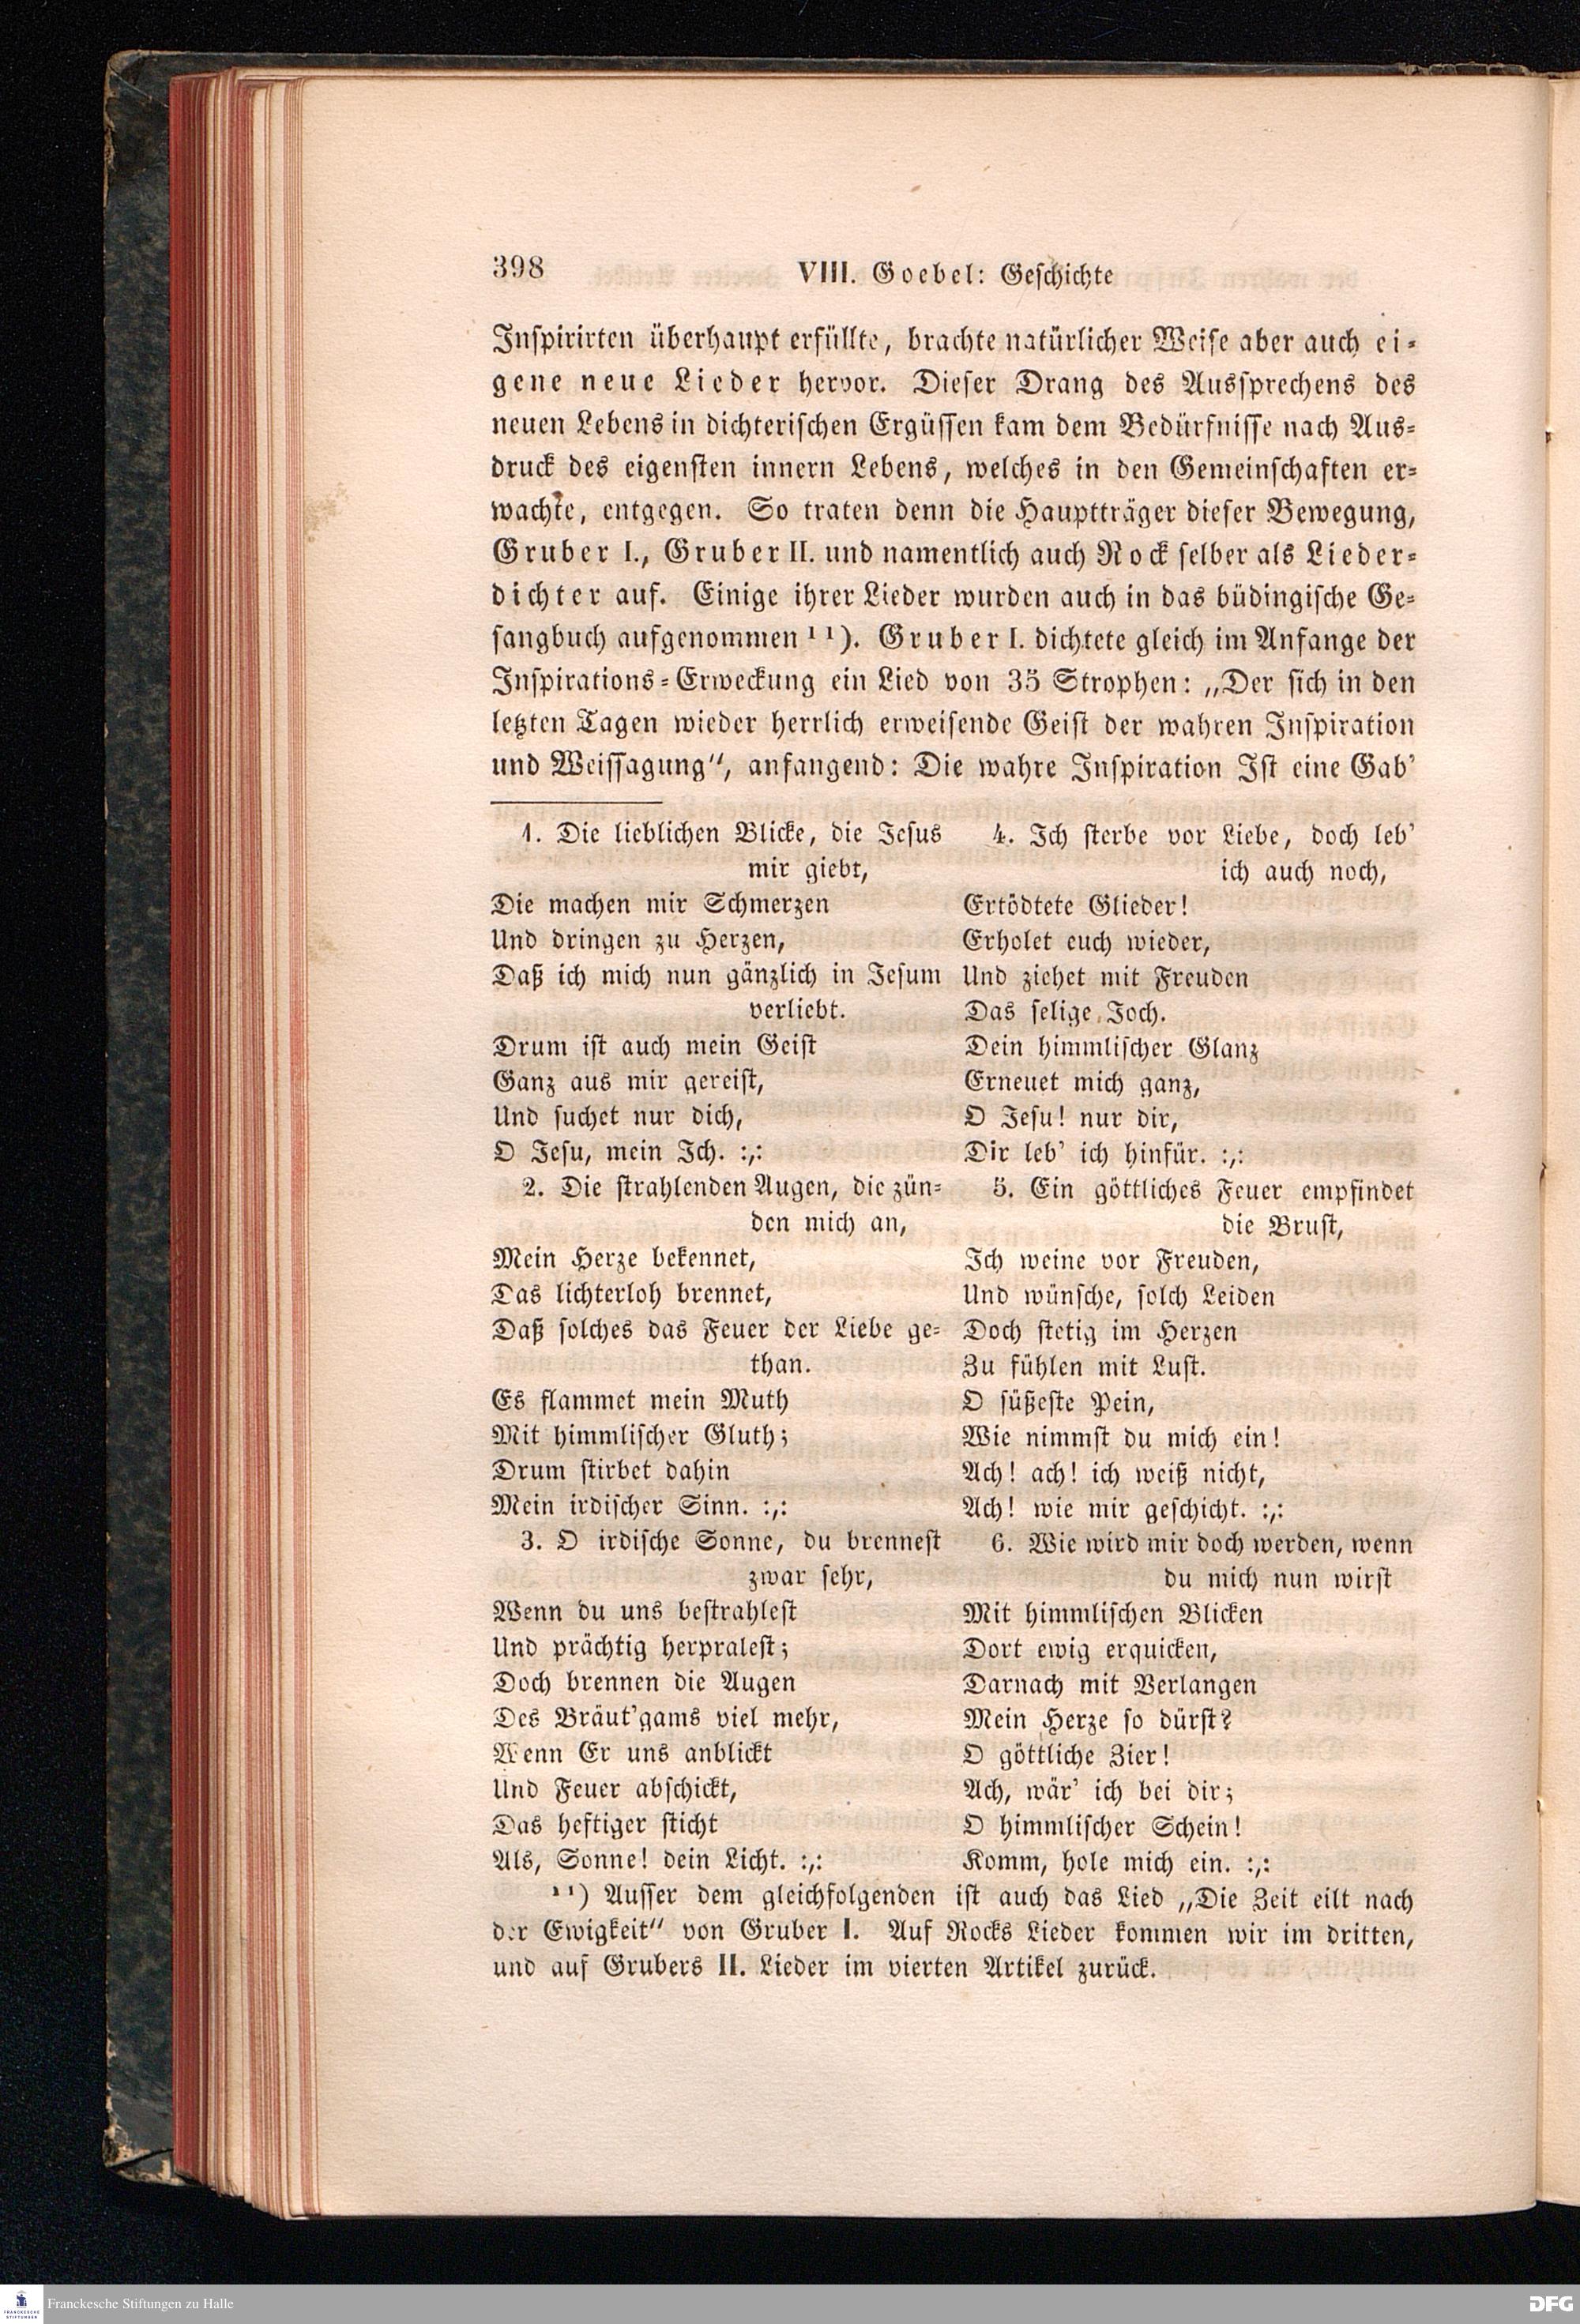 398 VIII. Goebel: Geschichte
Inspirirten überhaupt erfüllte, brachte natürlicher Weise aber auch ei-
gene neue Lieder hervor. Dieser Drang des Aussprechens des
neuen Lebens in dichterischen Ergüssen kam dem Bedürfnisse nach Aus-
druck des eigensten innern Lebens, welches in den Gemeinschaften er-
wachte, entgegen. So traten denn die Hauptträger dieser Bewegung,
Gruber I., Gruber II. und namentlich auch Rock selber als Lieder-
dichter auf. Einige ihrer Lieder wurden auch in das büdingische Ge-
sangbuch aufgenommen ¹¹). Gruber I. dichtete gleich im Anfange der
Inspirations-Erweckung ein Lied von 35 Strophen: „Der sich in den
letzten Tagen wieder herrlich erweisende Geist der wahren Inspiration
und Weissagung“, anfangend: Die wahre Inspiration Ist eine Gab'
1. Die lieblichen Blicke, die Jesus
mir giebt,
Die machen mir Schmerzen
Und dringen zu Herzen,
Daß ich mich nun gänzlich in Jesum
verliebt.
Drum ist auch mein Geist
Ganz aus mir gereist,
Und suchet nur dich,
O Jesu, mein Ich. :,:
2. Die strahlenden Augen, die zün-
den mich an,
Mein Herze bekennet,
Das lichterloh brennet,
Daß solches das Feuer der Liebe ge-
than.
Es flammet mein Muth
Mit himmlischer Gluth;
Drum stirbet dahin
Mein irdischer Sinn. :,:
3. O irdische Sonne, du brennest
zwar sehr,
Wenn du uns bestrahlest
Und prächtig herpralest;
Doch brennen die Augen
Des Bräut'gams viel mehr,
Wenn Er uns anblickt
Und Feuer abschickt,
Das heftiger sticht
Als, Sonne! dein Licht. :,:
4. Ich sterbe vor Liebe, doch leb'
ich auch noch,
Ertödtete Glieder!
Erholet euch wieder,
Und ziehet mit Freuden
Das selige Joch.
Dein himmlischer Glanz
Erneuet mich ganz,
O Jesu! nur dir,
Dir leb' ich hinfür. :,:
5. Ein göttliches Feuer empfindet
die Brust,
Ich weine vor Freuden,
Und wünsche, solch Leiden
Doch stetig im Herzen
Zu fühlen mit Lust.
O süßeste Pein,
Wie nimmst du mich ein!
Ach! ach! ich weiß nicht,
Ach! wie mir geschicht. :,:
6. Wie wird mir doch werden, wenn
du mich nun wirst
Mit himmlischen Blicken
Dort ewig erquicken,
Darnach mit Verlangen
Mein Herze so dürst?
O göttliche Zier!
Ach, wär' ich bei dir;
O himmlischer Schein!
Komm, hole mich ein. :,:
¹¹) Ausser dem gleichfolgenden ist auch das Lied „Die Zeit eilt nach
der Ewigkeit“ von Gruber I. Auf Rocks Lieder kommen wir im dritten,
und auf Grubers II. Lieder im vierten Artikel zurück.
FRANCKESCHE STIFTUNGEN
Franckesche Stiftungen zu Halle
DFG